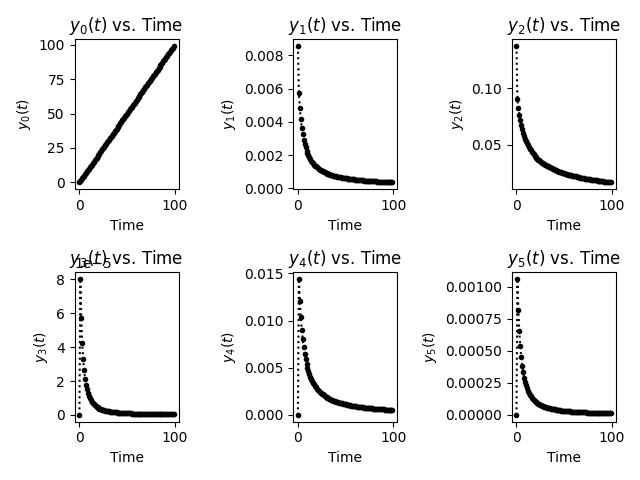 y₀(t) vs. Time
100
75
50
25
0
y₀(t)
0
100
Time
y₁(t) vs. Time
0.008
0.006
0.004
0.002
0.000
y₁(t)
0
100
Time
y₂(t) vs. Time
0.10
0.05
y₂(t)
0
100
Time
y₃(t) vs. Time
1e−5
8
6
4
2
0
y₃(t)
0
100
Time
y₄(t) vs. Time
0.015
0.010
0.005
0.000
y₄(t)
0
100
Time
y₅(t) vs. Time
0.00100
0.00075
0.00050
0.00025
0.00000
y₅(t)
0
100
Time